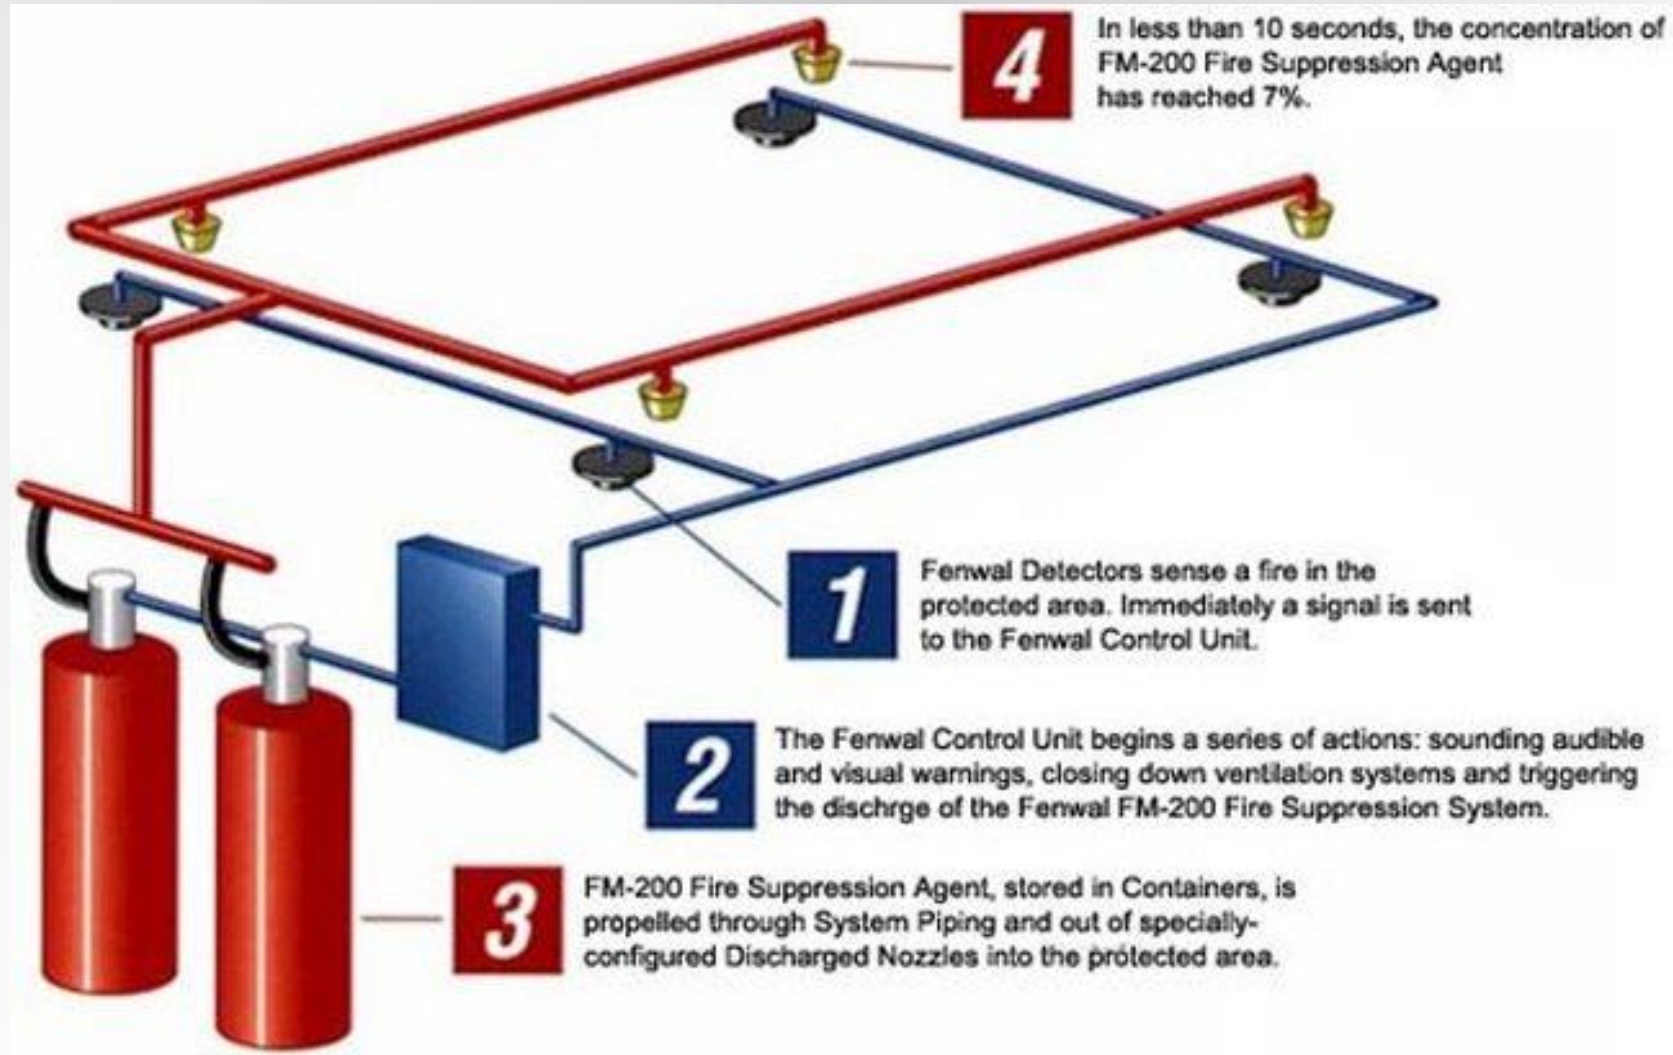 4
In less than 10 seconds, the concentration of
FM-200 Fire Suppression Agent
has reached 7%.
1
Fenwal Detectors sense a fire in the
protected area. Immediately a signal is sent
to the Fenwal Control Unit.
2
The Fenwal Control Unit begins a series of actions: sounding audible
and visual warnings, closing down ventilation systems and triggering
the dischrge of the Fenwal FM-200 Fire Suppression System.
3
FM-200 Fire Suppression Agent, stored in Containers, is
propelled through System Piping and out of specially-
configured Discharged Nozzles into the protected area.